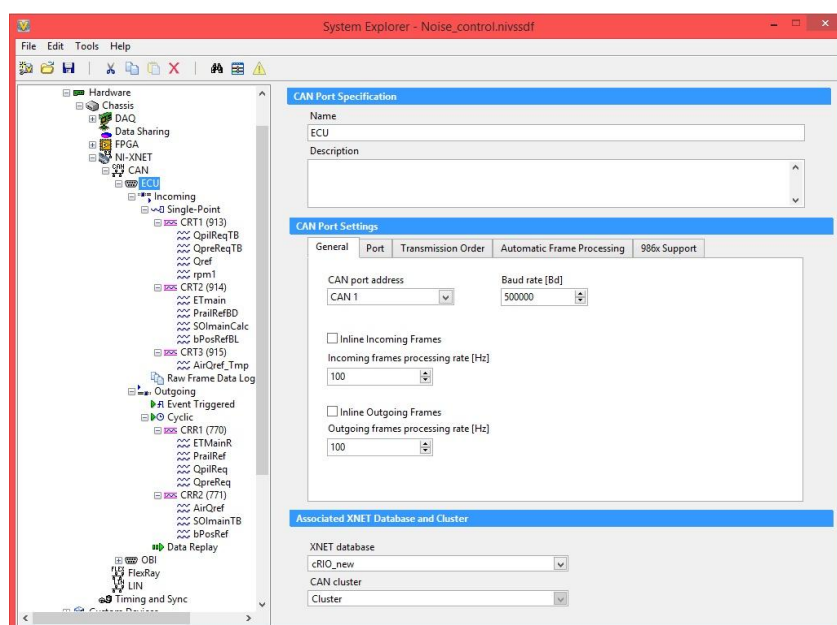 System Explorer - Noise_control.nivssdf
File Edit Tools Help
Hardware
Chassis
DAQ
Data Sharing
FPGA
NI-XNET
CAN
ECU
Incoming
Single-Point
CRT1 (913)
QpilReqTB
QpreReqTB
Qref
rpm1
CRT2 (914)
ETmain
PrailRefBD
SOImainCalc
bPosRefBL
CRT3 (915)
AirQref_Tmp
Raw Frame Data Log
Outgoing
Event Triggered
Cyclic
CRR1 (770)
ETMainR
PrailRef
QpilReq
QpreReq
CRR2 (771)
AirQref
SOImainTB
bPosRef
Data Replay
OBI
FlexRay
LIN
Timing and Sync
Custom Devices
CAN Port Specification
Name
ECU
Description
CAN Port Settings
General Port Transmission Order Automatic Frame Processing 986x Support
CAN port address Baud rate [Bd]
CAN 1 500000
Inline Incoming Frames
Incoming frames processing rate [Hz]
100
Inline Outgoing Frames
Outgoing frames processing rate [Hz]
100
Associated XNET Database and Cluster
XNET database
cRIO_new
CAN cluster
Cluster